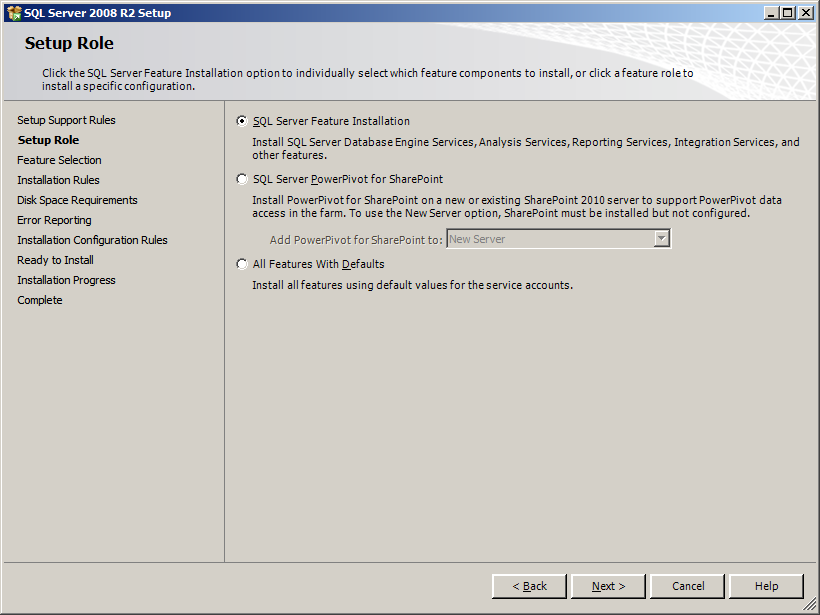 SQL Server 2008 R2 Setup
Setup Role
Click the SQL Server Feature Installation option to individually select which feature components to install, or click a feature role to
install a specific configuration.
Setup Support Rules
Setup Role
Feature Selection
Installation Rules
Disk Space Requirements
Error Reporting
Installation Configuration Rules
Ready to Install
Installation Progress
Complete
SQL Server Feature Installation
Install SQL Server Database Engine Services, Analysis Services, Reporting Services, Integration Services, and
other features.
SQL Server PowerPivot for SharePoint
Install PowerPivot for SharePoint on a new or existing SharePoint 2010 server to support PowerPivot data
access in the farm. To use the New Server option, SharePoint must be installed but not configured.
Add PowerPivot for SharePoint to: New Server
All Features With Defaults
Install all features using default values for the service accounts.
< Back Next > Cancel Help